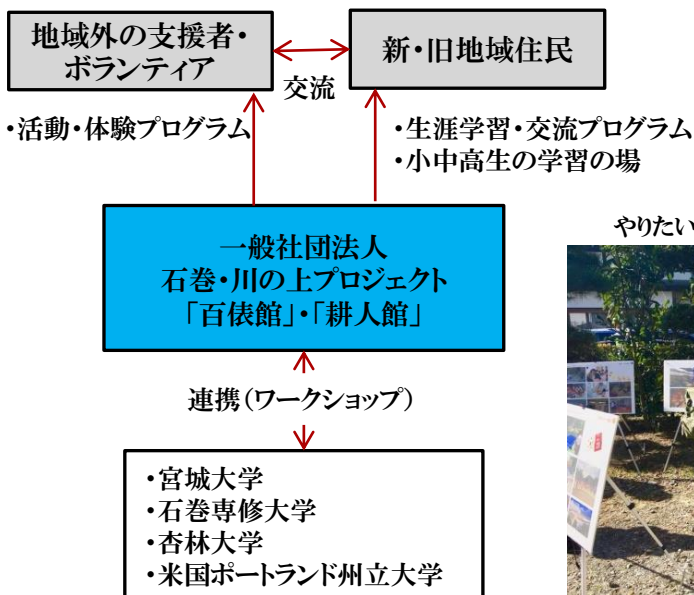 地域外の支援者・
ボランティア
新・旧地域住民
交流
・活動・体験プログラム
・生涯学習・交流プログラム
・小中高生の学習の場
一般社団法人
石巻・川の上プロジェクト
「百俵館」・「耕人館」
やりたい
連携(ワークショップ)
・宮城大学
・石巻専修大学
・杏林大学
・米国ポートランド州立大学